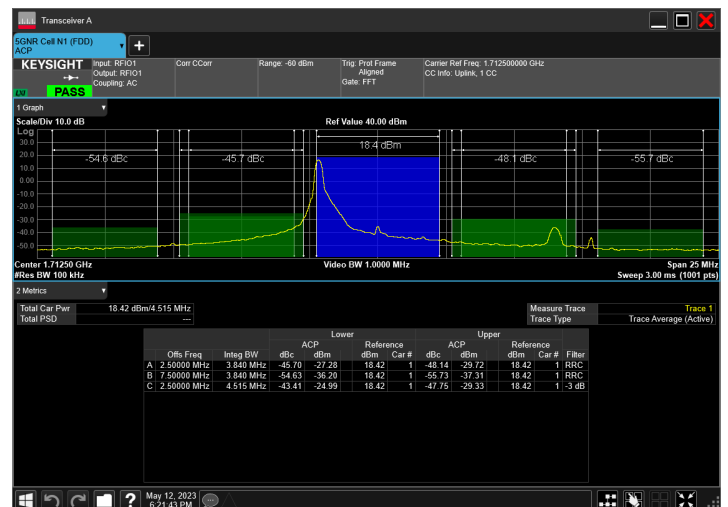 Transceiver A
5GNR Cell N1 (FDD)
ACP
KEYSIGHT
LXI
PASS
Input: RFIO1
Output: RFIO1
Coupling: AC
Corr CCorr
Range: -60 dBm
Trig: Prot Frame
Aligned
Gate: FFT
Carrier Ref Freq: 1.712500000 GHz
CC Info: Uplink, 1 CC
1 Graph
Scale/Div 10.0 dB
Ref Value 40.00 dBm
Log
30.0
20.0
10.0
0.00
-10.0
-20.0
-30.0
-40.0
-50.0
-54.6 dBc
-45.7 dBc
18.4 dBm
-48.1 dBc
-55.7 dBc
Center 1.71250 GHz
#Res BW 100 kHz
Video BW 1.0000 MHz
Span 25 MHz
Sweep 3.00 ms (1001 pts)
2 Metrics
Total Car Pwr 18.42 dBm/4.515 MHz
Total PSD ---
Measure Trace Trace 1
Trace Type Trace Average (Active)
Lower Upper
ACP Reference ACP Reference
Offs Freq Integ BW dBc dBm dBm Car # dBc dBm dBm Car # Filter
A 2.50000 MHz 3.840 MHz -45.70 -27.28 18.42 1 -48.14 -29.72 18.42 1 RRC
B 7.50000 MHz 3.840 MHz -54.63 -36.20 18.42 1 -55.73 -37.31 18.42 1 RRC
C 2.50000 MHz 4.515 MHz -43.41 -24.99 18.42 1 -47.75 -29.33 18.42 1 -3 dB
?
May 12, 2023
6:21:43 PM